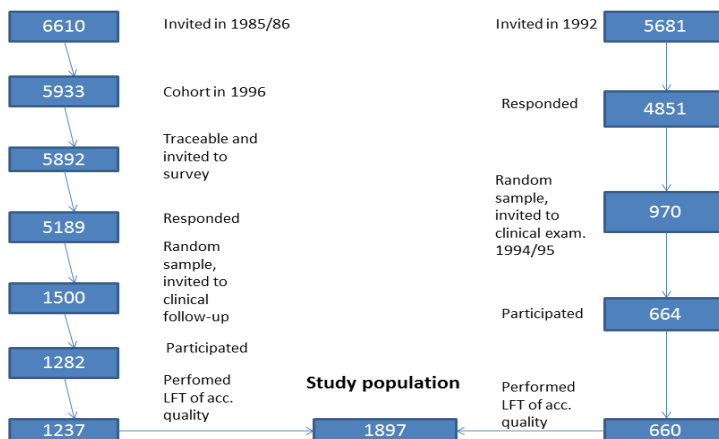 6610
Invited in 1985/86
5933
Cohort in 1996
5892
Traceable and
invited to
survey
5189
Responded
1500
Random
sample,
invited to
clinical
follow-up
1282
Participated
1237
Perfomed
LFT of acc.
quality
Invited in 1992
5681
Responded
4851
Random
sample,
invited to
clinical exam.
1994/95
970
Participated
664
Performed
LFT of acc.
quality
660
Study population
1897